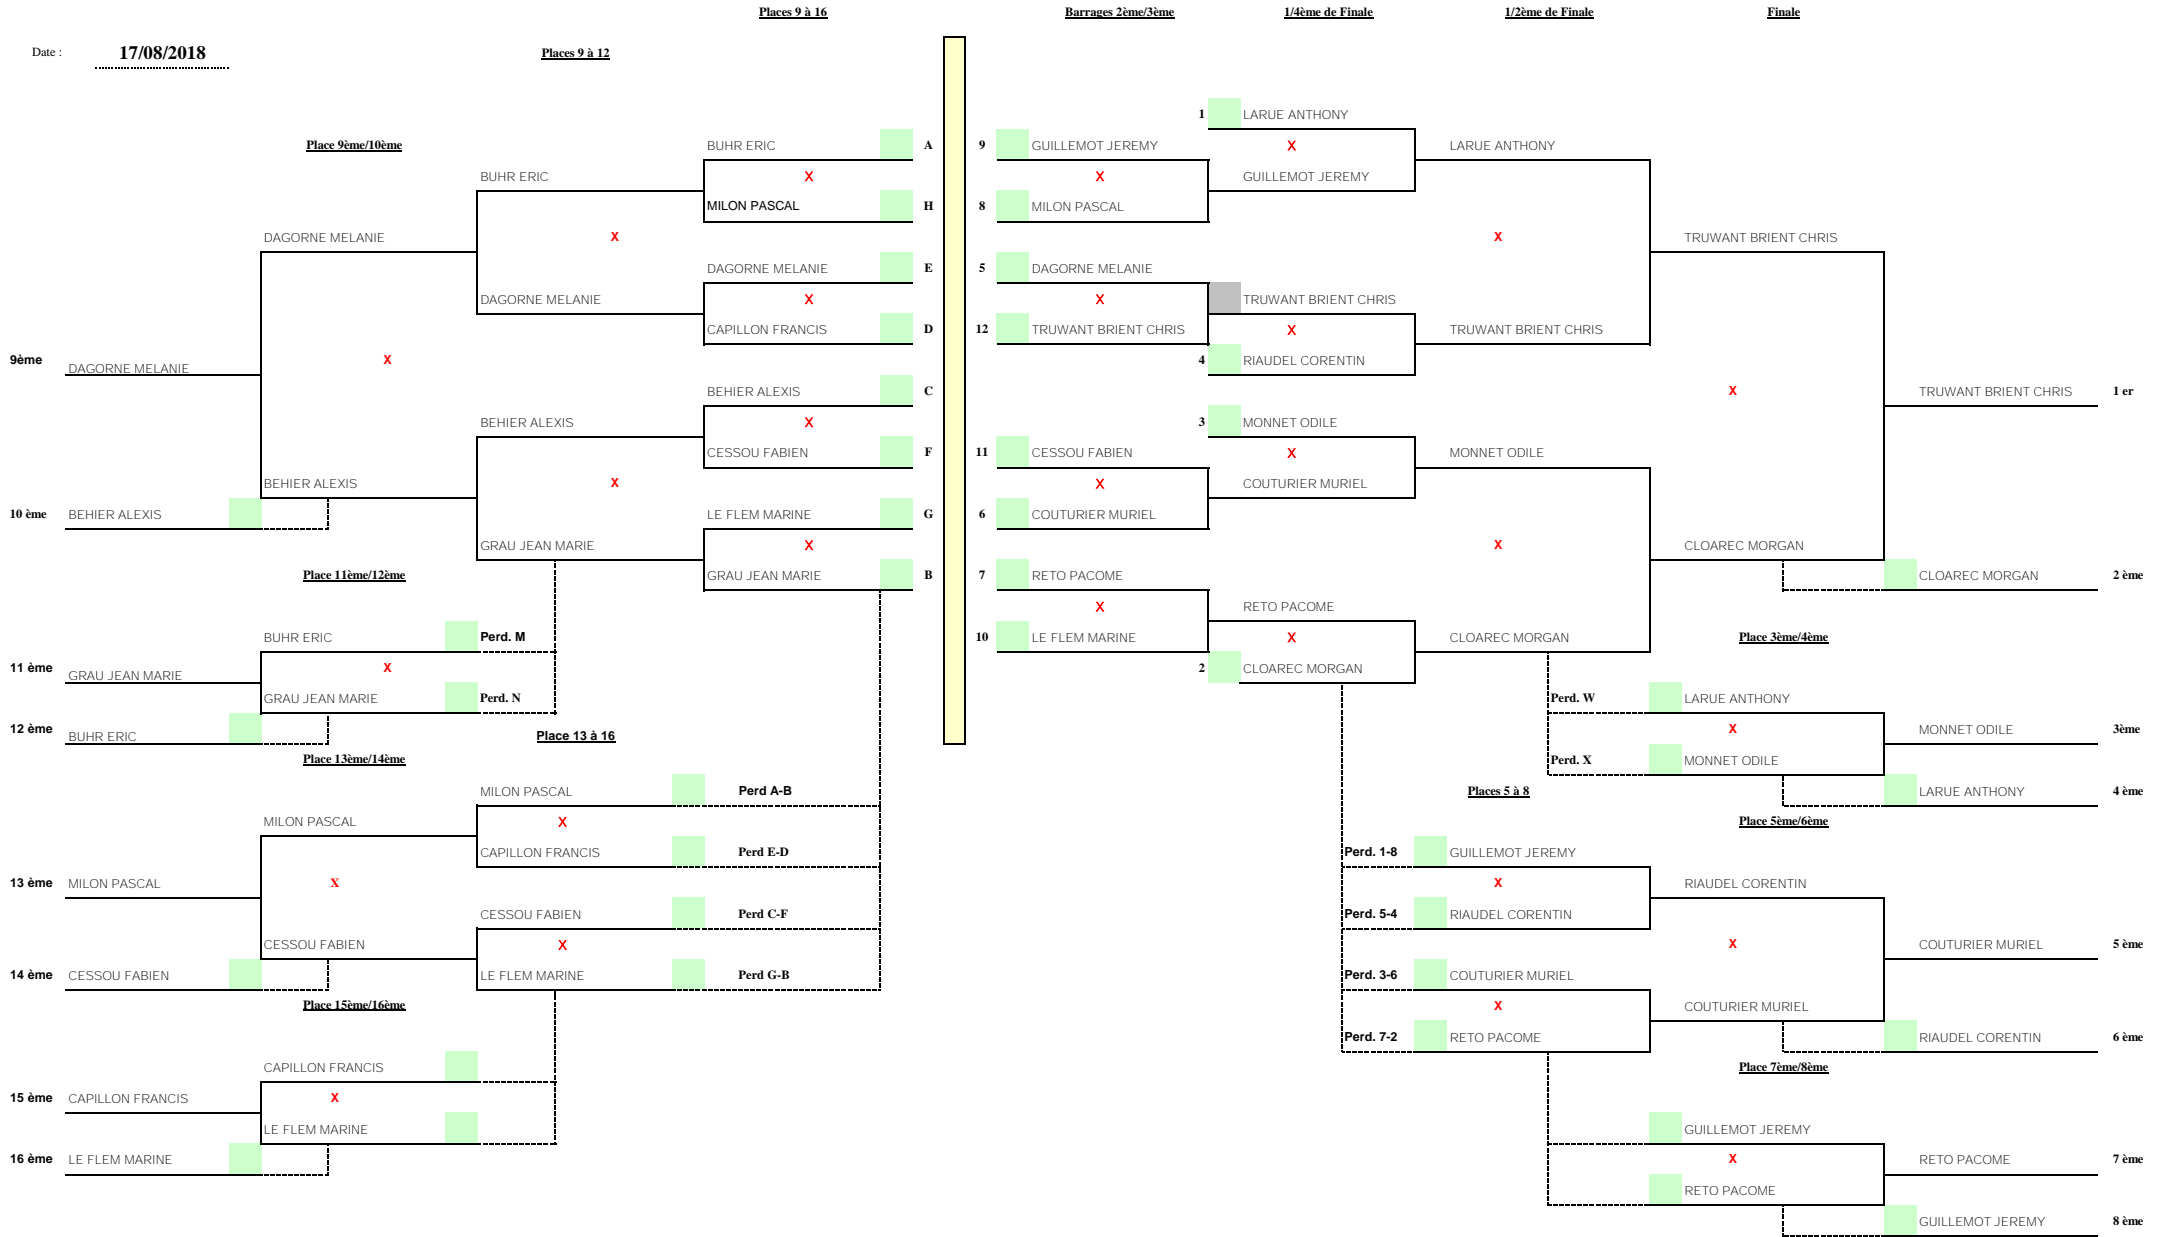 Places 9 à 16
Barrages 2ème/3ème
1/4ème de Finale
1/2ème de Finale
Finale
Date :
17/08/2018
Places 9 à 12
1
LARUE ANTHONY
Place 9ème/10ème
BUHR ERIC
A
9
GUILLEMOT JEREMY
X
LARUE ANTHONY
BUHR ERIC
X
X
GUILLEMOT JEREMY
MILON PASCAL
H
8
MILON PASCAL
DAGORNE MELANIE
X
X
TRUWANT BRIENT CHRIS
DAGORNE MELANIE
E
5
DAGORNE MELANIE
DAGORNE MELANIE
X
X
TRUWANT BRIENT CHRIS
CAPILLON FRANCIS
D
12
TRUWANT BRIENT CHRIS
X
TRUWANT BRIENT CHRIS
9ème
DAGORNE MELANIE
X
4
RIAUDEL CORENTIN
BEHIER ALEXIS
C
X
TRUWANT BRIENT CHRIS
1 er
BEHIER ALEXIS
X
3
MONNET ODILE
CESSOU FABIEN
F
11
CESSOU FABIEN
X
MONNET ODILE
BEHIER ALEXIS
X
X
COUTURIER MURIEL
10 ème
BEHIER ALEXIS
LE FLEM MARINE
G
6
COUTURIER MURIEL
GRAU JEAN MARIE
X
X
CLOAREC MORGAN
Place 11ème/12ème
GRAU JEAN MARIE
B
7
RETO PACOME
CLOAREC MORGAN
2 ème
X
RETO PACOME
BUHR ERIC
Perd. M
10
LE FLEM MARINE
X
CLOAREC MORGAN
Place 3ème/4ème
11 ème
GRAU JEAN MARIE
X
2
CLOAREC MORGAN
GRAU JEAN MARIE
Perd. N
Perd. W
LARUE ANTHONY
12 ème
BUHR ERIC
Place 13 à 16
X
MONNET ODILE
3ème
Place 13ème/14ème
Perd. X
MONNET ODILE
MILON PASCAL
Perd A-B
Places 5 à 8
LARUE ANTHONY
4 ème
MILON PASCAL
X
Place 5ème/6ème
CAPILLON FRANCIS
Perd E-D
Perd. 1-8
GUILLEMOT JEREMY
13 ème
MILON PASCAL
X
X
RIAUDEL CORENTIN
CESSOU FABIEN
Perd C-F
Perd. 5-4
RIAUDEL CORENTIN
CESSOU FABIEN
X
X
COUTURIER MURIEL
5 ème
14 ème
CESSOU FABIEN
LE FLEM MARINE
Perd G-B
Perd. 3-6
COUTURIER MURIEL
Place 15ème/16ème
X
COUTURIER MURIEL
Perd. 7-2
RETO PACOME
RIAUDEL CORENTIN
6 ème
CAPILLON FRANCIS
Place 7ème/8ème
15 ème
CAPILLON FRANCIS
X
LE FLEM MARINE
GUILLEMOT JEREMY
16 ème
LE FLEM MARINE
X
RETO PACOME
7 ème
RETO PACOME
GUILLEMOT JEREMY
8 ème